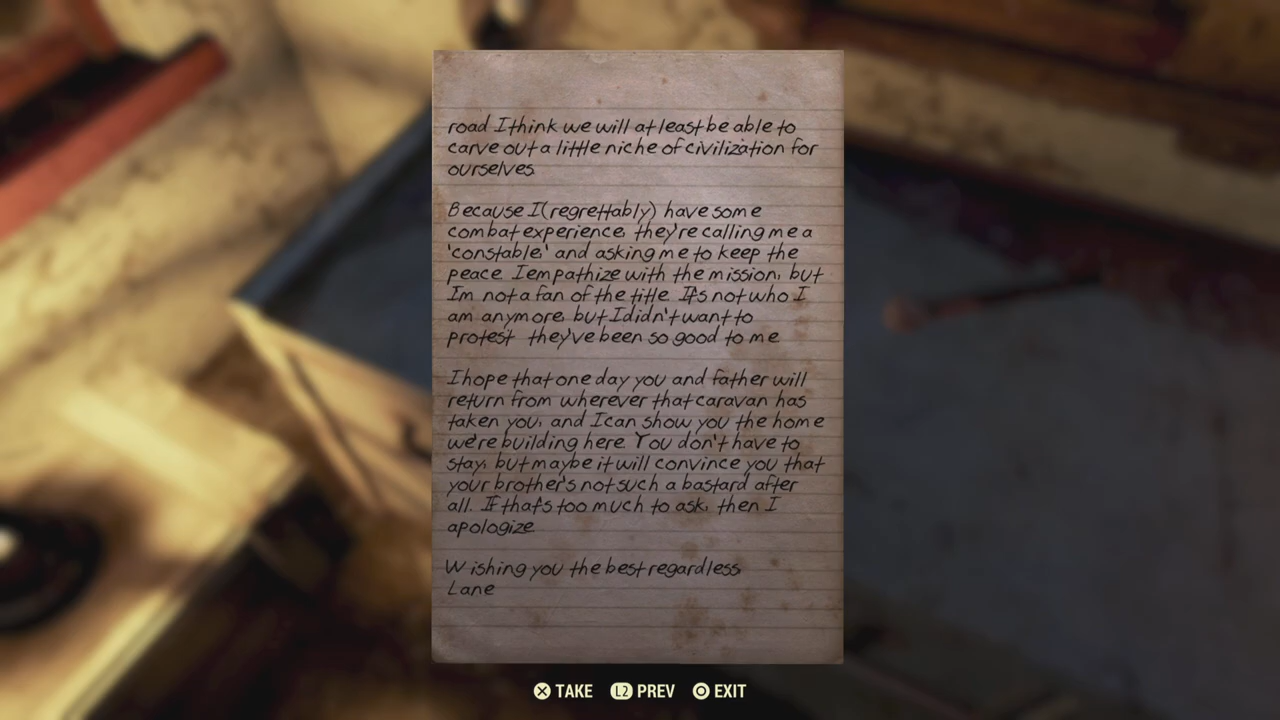 road I think we will at least be able to
carve out a little niche of civilization for
ourselves.
Because I (regrettably) have some
combat experience, they're calling me a
'constable,' and asking me to keep the
peace. I empathize with the mission, but
I'm not a fan of the title. It's not who I
am anymore, but I didn't want to
protest they've been so good to me
I hope that one day you and father will
return from wherever that caravan has
taken you, and I can show you the home
we're building here. You don't have to
stay, but maybe it will convince you that
your brother's not such a bastard after
all. If that's too much to ask, then I
apologize.
Wishing you the best regardless,
Lane
TAKE L2 PREV EXIT